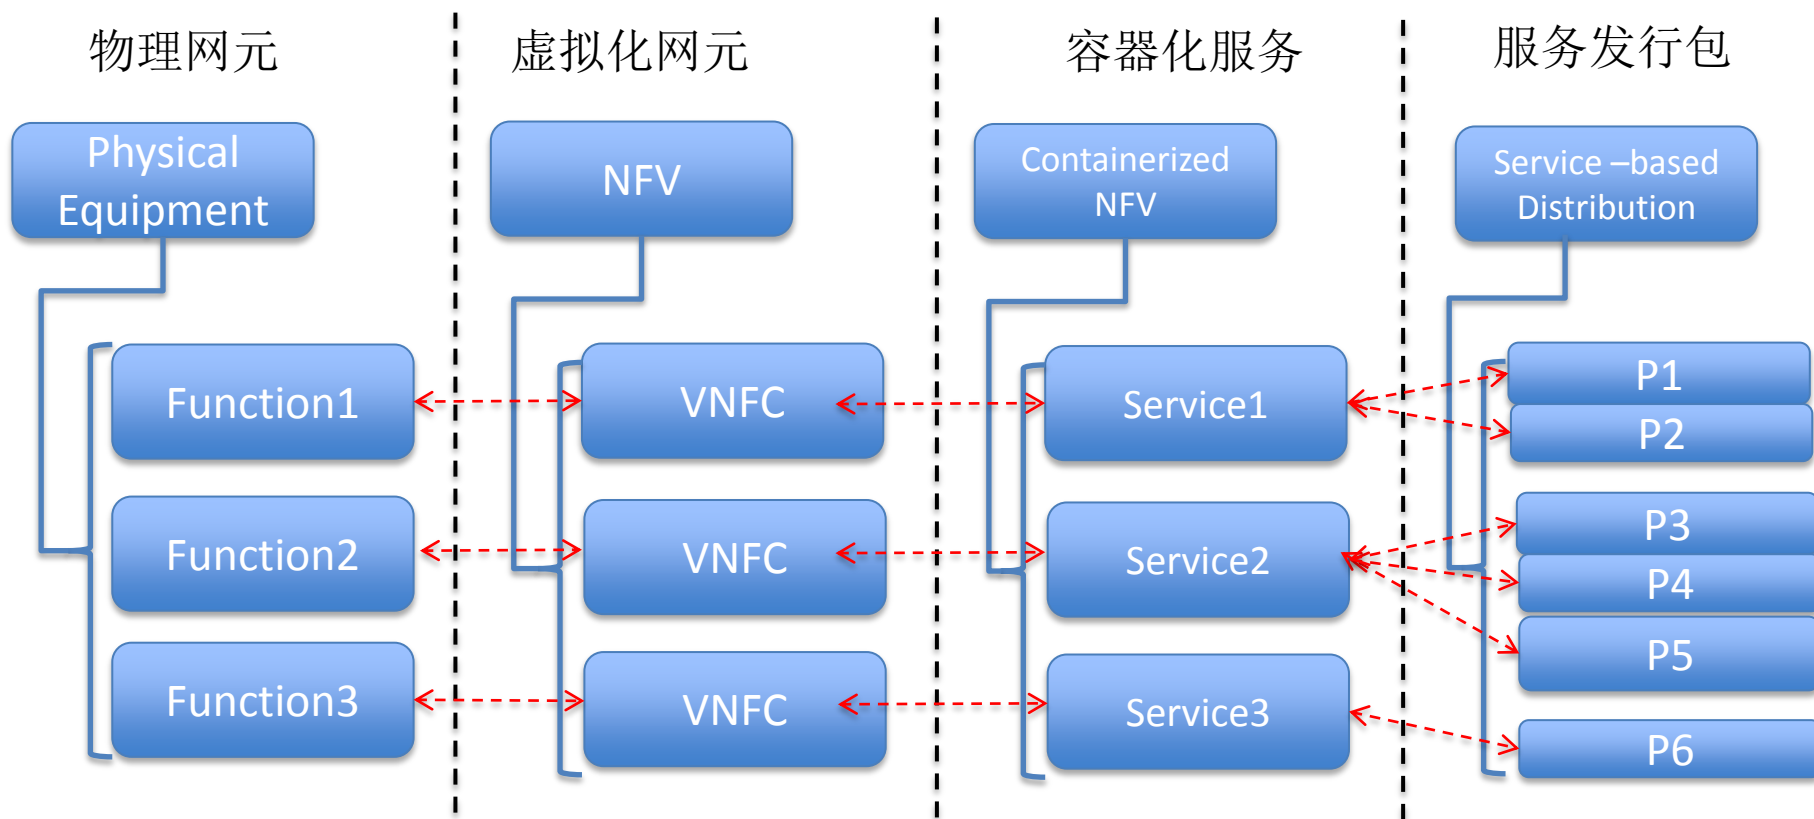 物理网元
虚拟化网元
容器化服务
服务发行包
Physical
Equipment
NFV
Containerized
NFV
Service –based
Distribution
Function1
VNFC
Service1
P1
P2
Function2
VNFC
Service2
P3
P4
P5
Function3
VNFC
Service3
P6